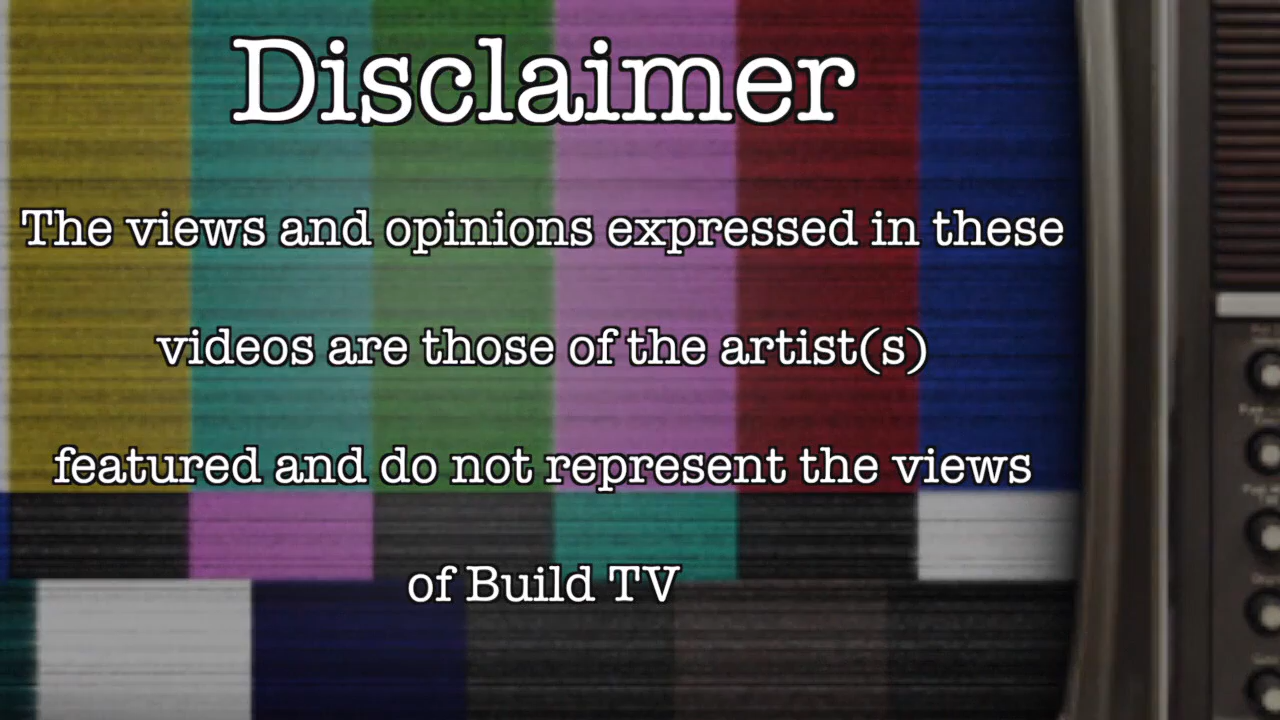 Disclaimer
The views and opinions expressed in these
videos are those of the artist(s)
featured and do not represent the views
of Build TV